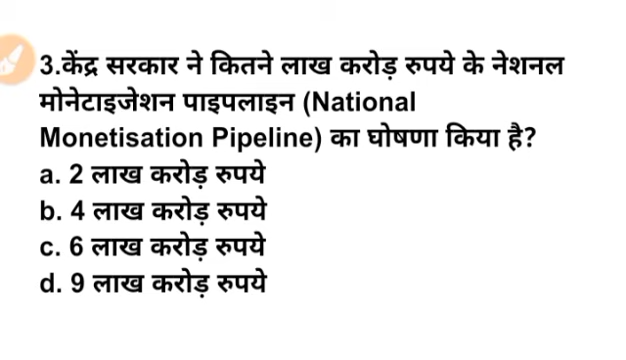 3.केंद्र सरकार ने कितने लाख करोड़ रुपये के नेशनल
मोनेटाइजेशन पाइपलाइन (National
Monetisation Pipeline) का घोषणा किया है?
a. 2 लाख करोड़ रुपये
b. 4 लाख करोड़ रुपये
c. 6 लाख करोड़ रुपये
d. 9 लाख करोड़ रुपये